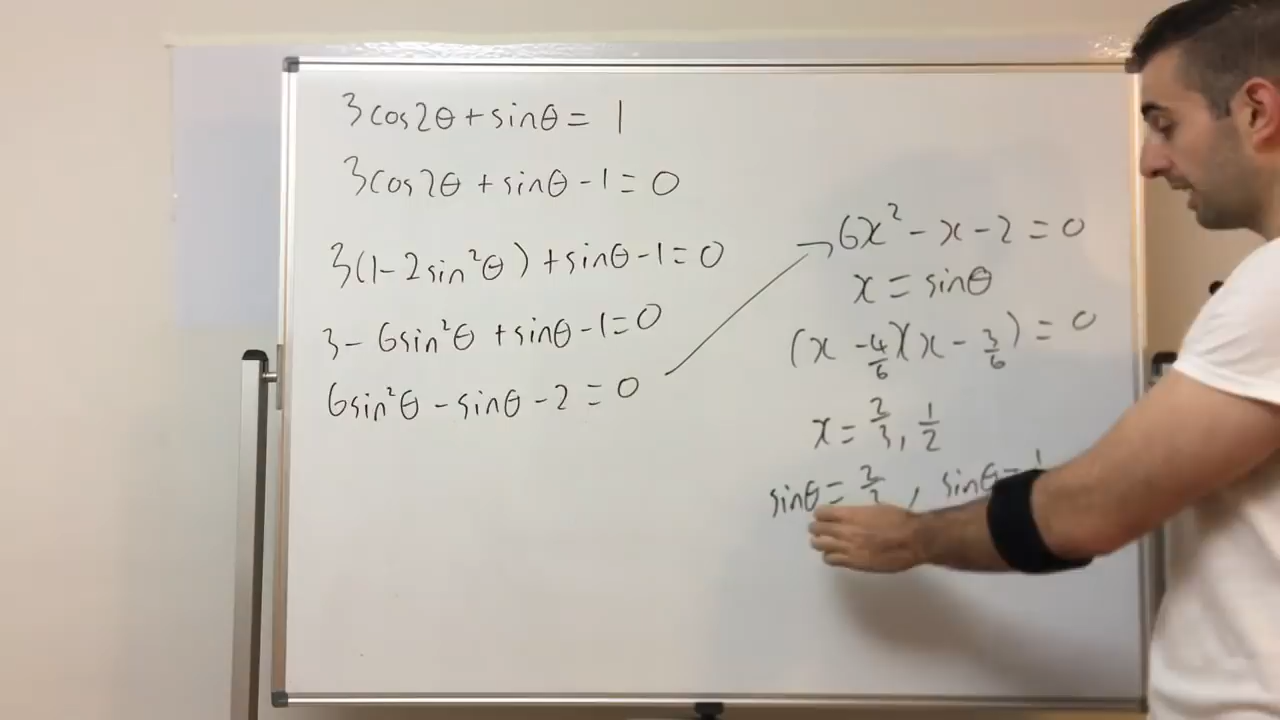 3cos2θ + sinθ = 1
3cos2θ + sinθ - 1 = 0
3(1 - 2sin²θ) + sinθ - 1 = 0
3 - 6sin²θ + sinθ - 1 = 0
6sin²θ - sinθ - 2 = 0
6x² - x - 2 = 0
x = sinθ
(x - 4/6)(x - 3/6) = 0
x = 2/3, 1/2
sinθ = 2/, sinθ = 1/